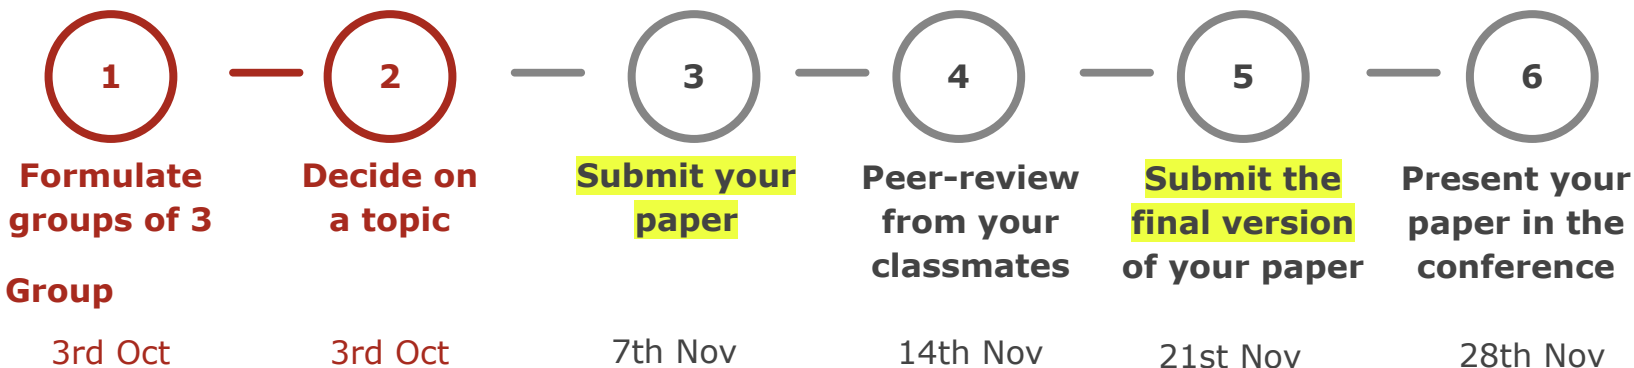 1
2
3
4
5
6
Formulate
groups of 3
Decide on
a topic
Submit your
paper
Peer-review
from your
classmates
Submit the
final version
of your paper
Present your
paper in the
conference
Group
3rd Oct
3rd Oct
7th Nov
14th Nov
21st Nov
28th Nov